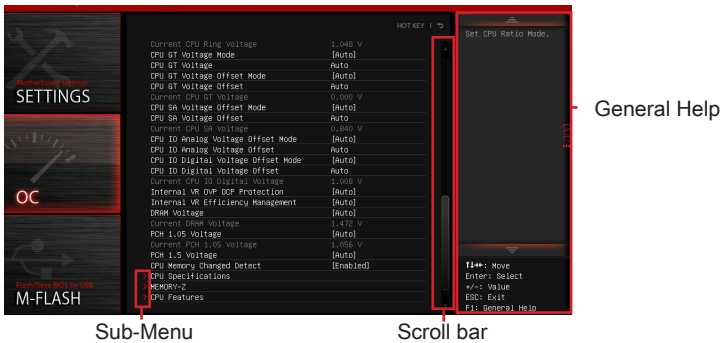 HOT KEY | ⮌
Motherboard settings
SETTINGS
OC
Flash/Save BIOS by USB
M-FLASH
Current CPU Ring Voltage 1.048 V
CPU GT Voltage Mode [Auto]
CPU GT Voltage Auto
CPU GT Voltage Offset Mode [Auto]
CPU GT Voltage Offset Auto
Current CPU GT Voltage 0.000 V
CPU SA Voltage Offset Mode [Auto]
CPU SA Voltage Offset Auto
Current CPU SA Voltage 0.840 V
CPU IO Analog Voltage Offset Mode [Auto]
CPU IO Analog Voltage Offset Auto
CPU IO Digital Voltage Offset Mode [Auto]
CPU IO Digital Voltage Offset Auto
Current CPU IO Digital Voltage 1.008 V
Internal VR OVP OCP Protection [Auto]
Internal VR Efficiency Management [Auto]
DRAM Voltage [Auto]
Current DRAM Voltage 1.472 V
PCH 1.05 Voltage [Auto]
Current PCH 1.05 Voltage 1.056 V
PCH 1.5 Voltage [Auto]
CPU Memory Changed Detect [Enabled]
> CPU Specifications
> MEMORY-Z
> CPU Features
Set CPU Ratio Mode.
↑↓→←: Move
Enter: Select
+/-: Value
ESC: Exit
F1: General Help
General Help
Sub-Menu
Scroll bar